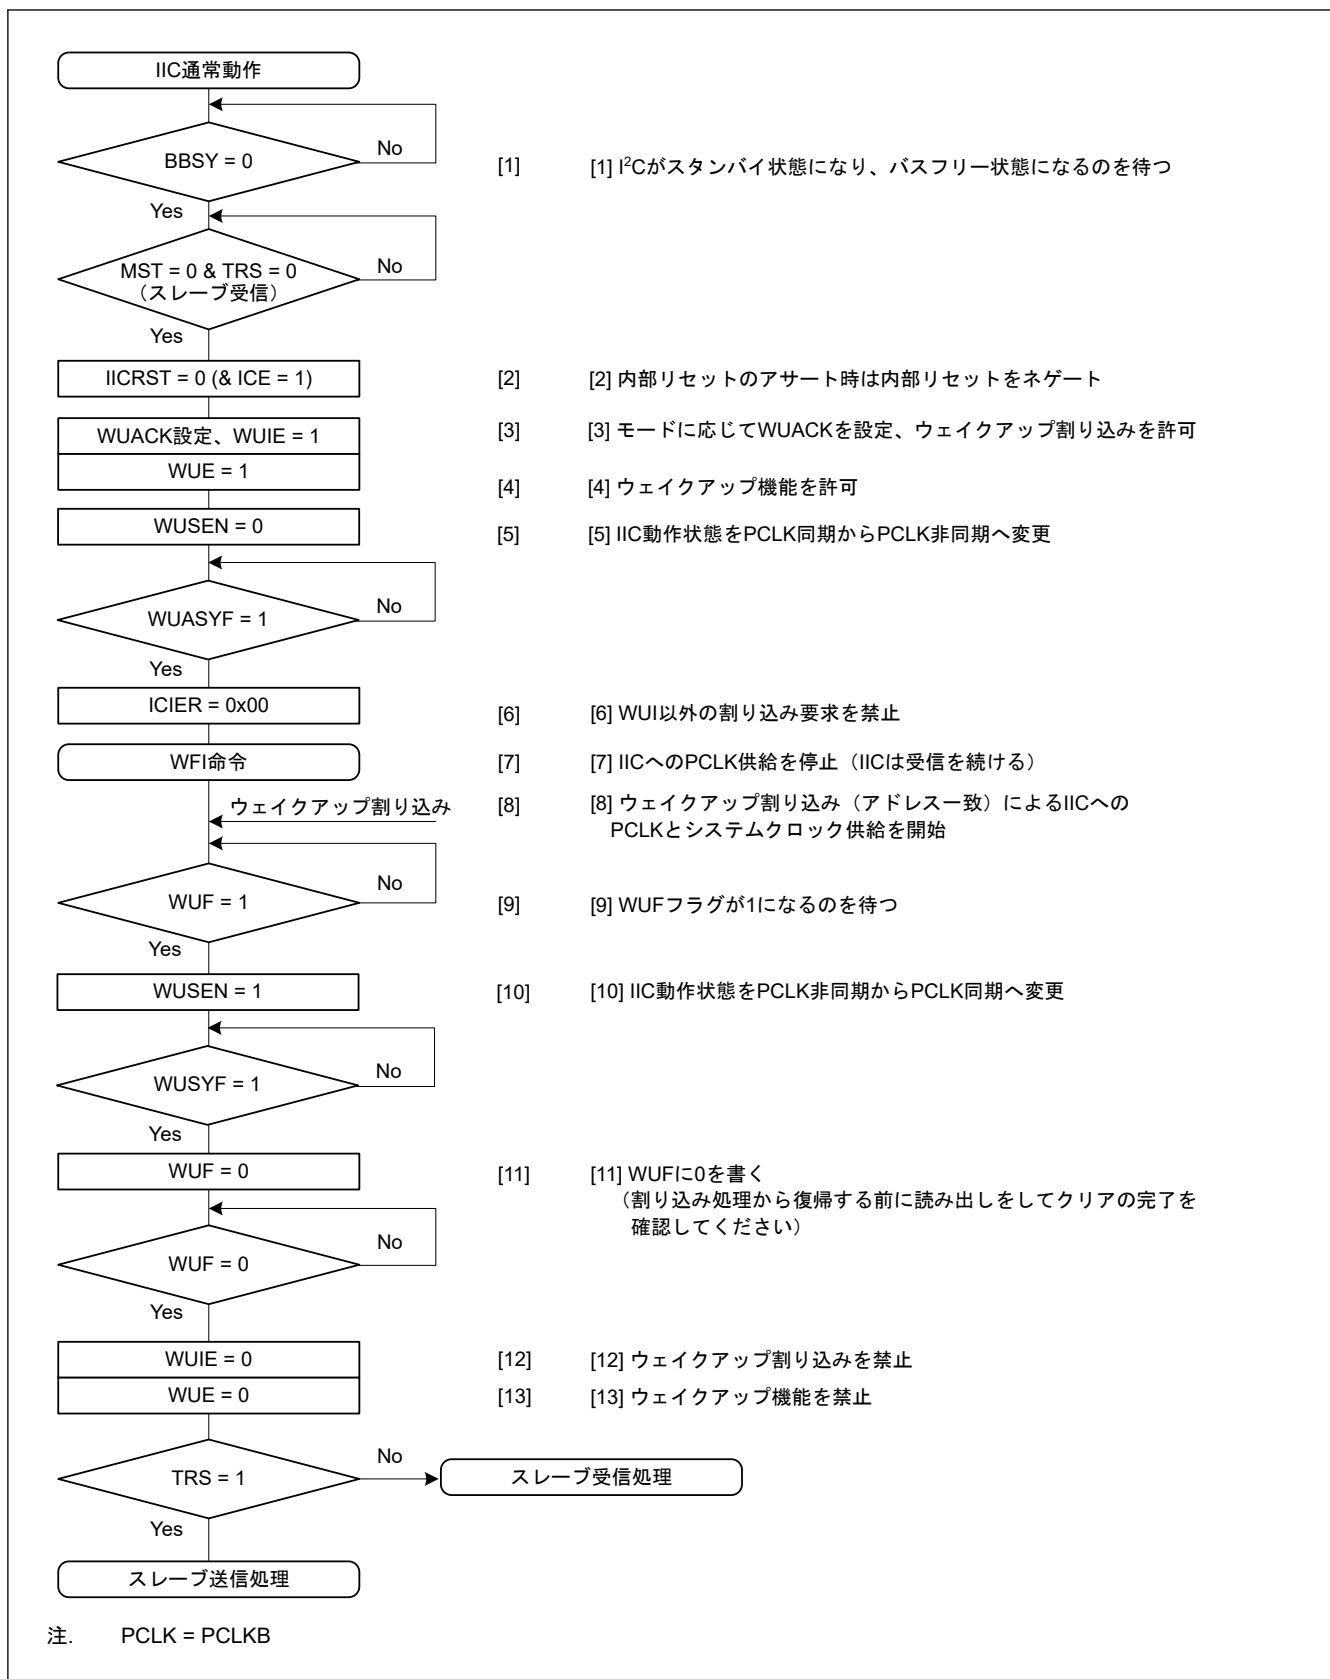 IIC通常動作
BBSY = 0
No
[1]
[1] I²Cがスタンバイ状態になり、バスフリー状態になるのを待つ
Yes
MST = 0 & TRS = 0
（スレーブ受信）
No
Yes
IICRST = 0 (& ICE = 1)
[2]
[2] 内部リセットのアサート時は内部リセットをネゲート
WUACK設定、WUIE = 1
[3]
[3] モードに応じてWUACKを設定、ウェイクアップ割り込みを許可
WUE = 1
[4]
[4] ウェイクアップ機能を許可
WUSEN = 0
[5]
[5] IIC動作状態をPCLK同期からPCLK非同期へ変更
WUASYF = 1
No
Yes
ICIER = 0x00
[6]
[6] WUI以外の割り込み要求を禁止
WFI命令
[7]
[7] IICへのPCLK供給を停止（IICは受信を続ける）
ウェイクアップ割り込み
[8]
[8] ウェイクアップ割り込み（アドレス一致）によるIICへの
PCLKとシステムクロック供給を開始
WUF = 1
No
[9]
[9] WUFフラグが1になるのを待つ
Yes
WUSEN = 1
[10]
[10] IIC動作状態をPCLK非同期からPCLK同期へ変更
WUSYF = 1
No
Yes
WUF = 0
[11]
[11] WUFに0を書く
（割り込み処理から復帰する前に読み出しをしてクリアの完了を
確認してください）
WUF = 0
No
Yes
WUIE = 0
[12]
[12] ウェイクアップ割り込みを禁止
WUE = 0
[13]
[13] ウェイクアップ機能を禁止
TRS = 1
No
スレーブ受信処理
Yes
スレーブ送信処理
注. PCLK = PCLKB